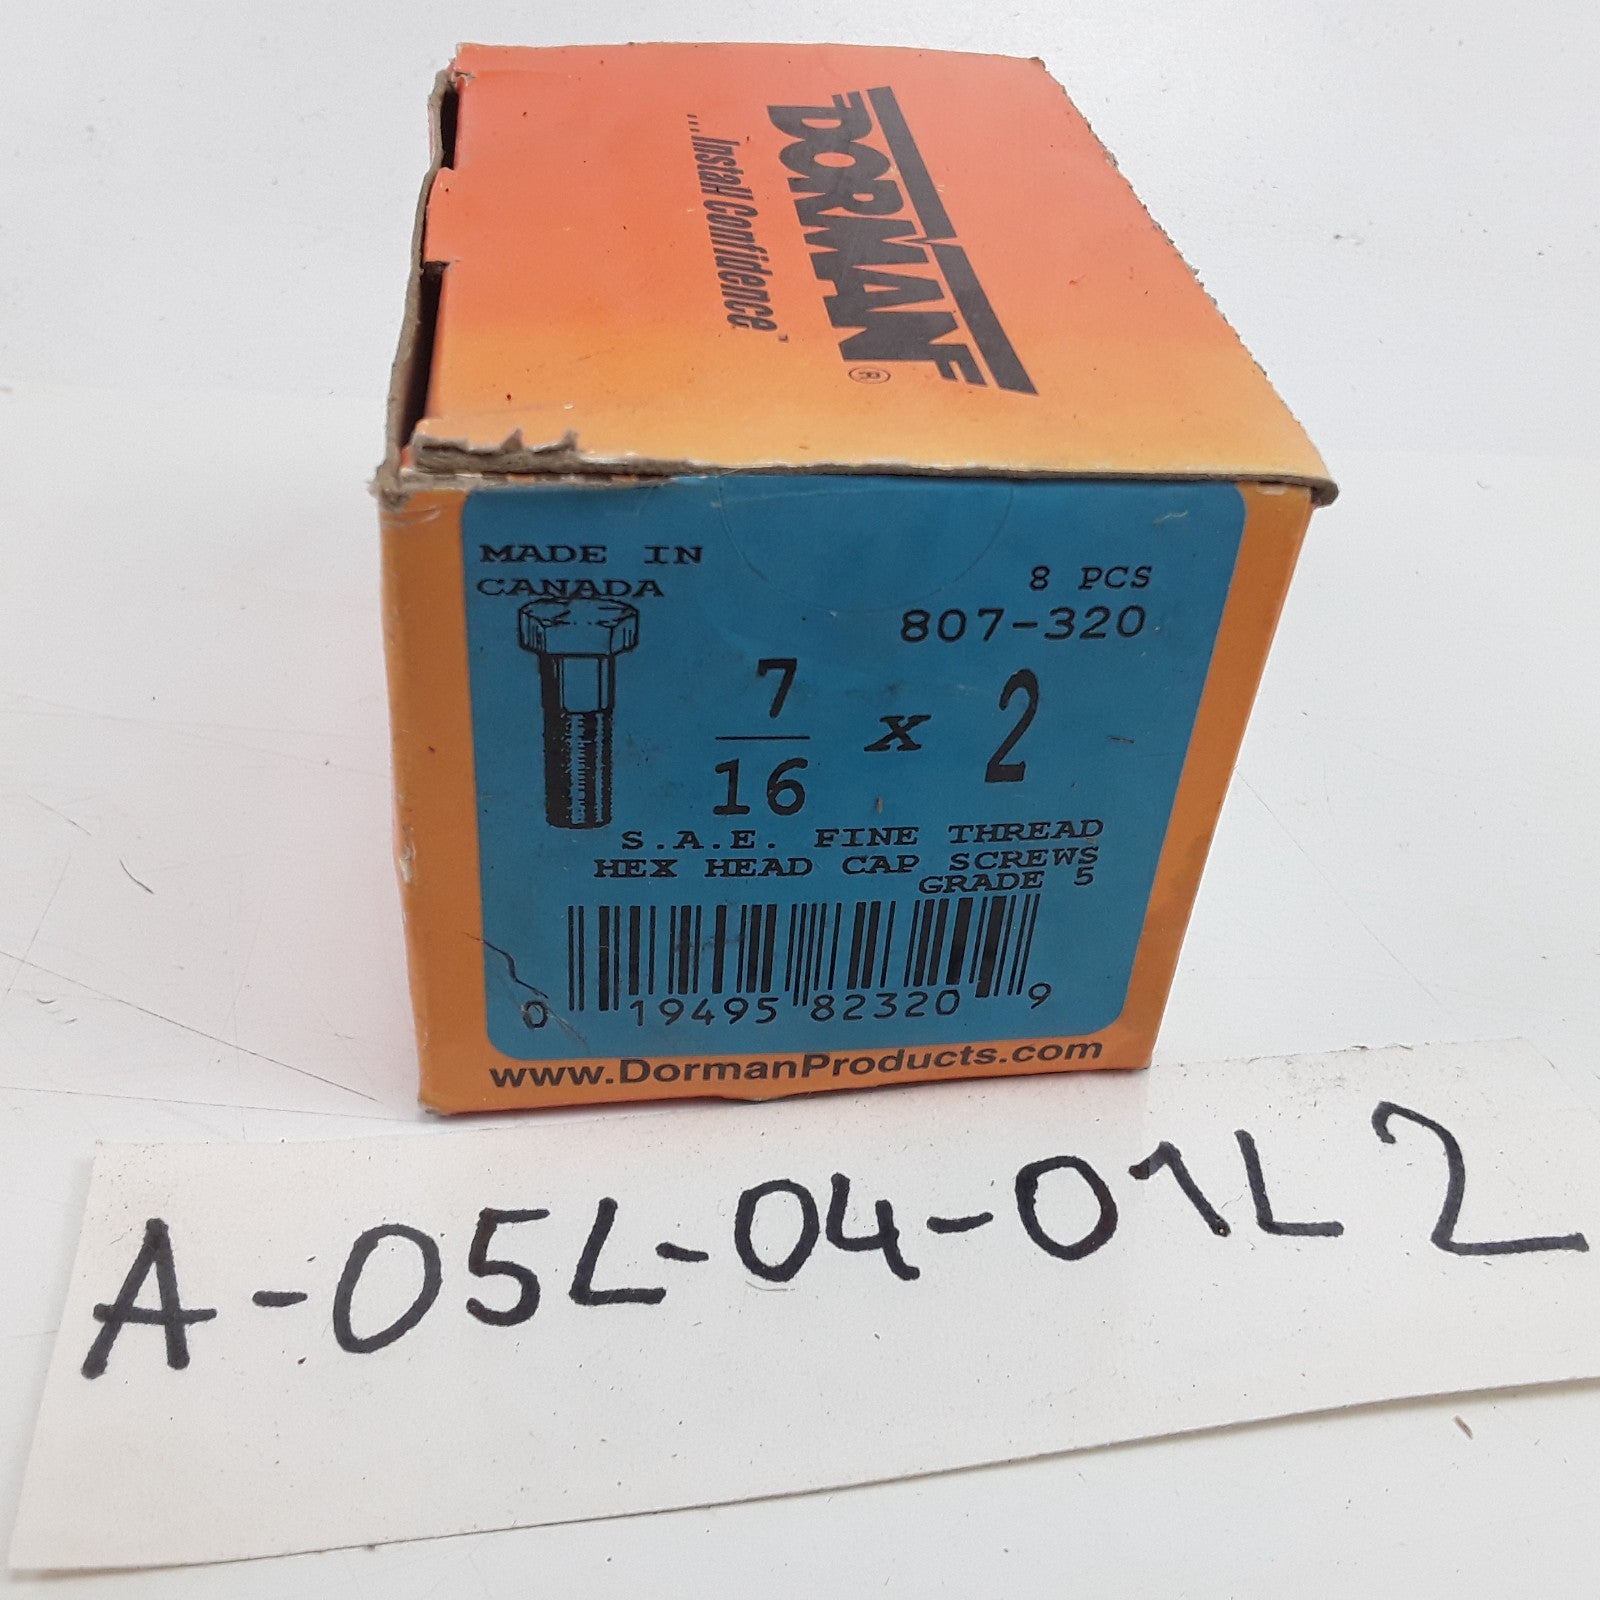 DORMAN®
...Install Confidence.
MADE IN
CANADA
8 PCS
807-320
7/16 x 2
S.A.E. FINE THREAD
HEX HEAD CAP SCREWS
GRADE 5
0 19495 82320 9
www.DormanProducts.com
A-05L-04-01L2